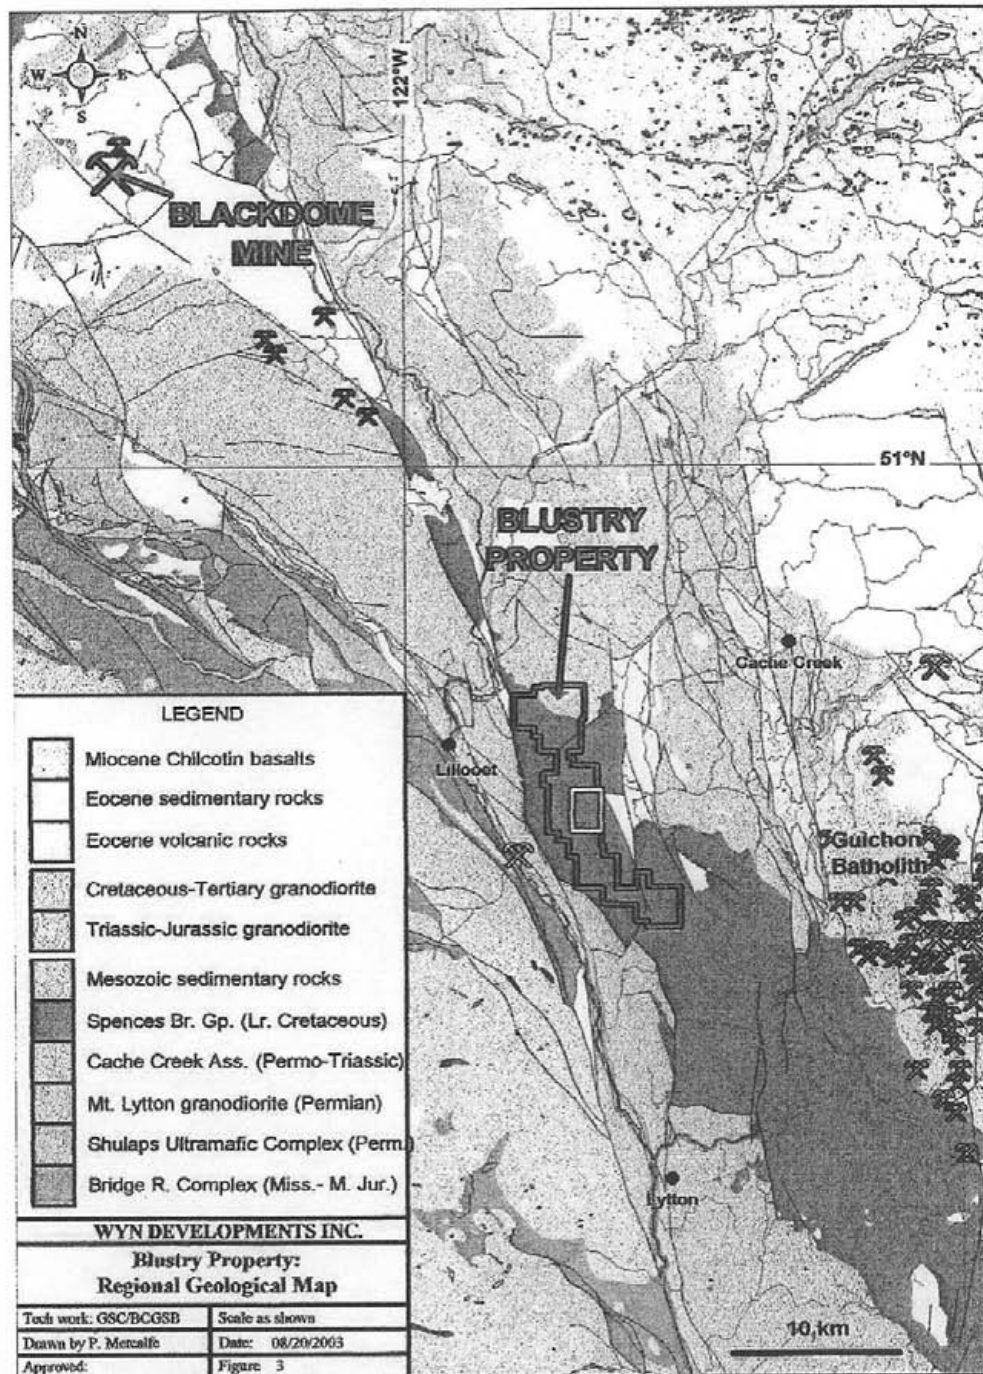 N
W E
S
122°W
BLACKDOME
MINE
51°N
BLUSTRY
PROPERTY
Cache Creek
Lillooet
Guichon
Batholith
Lytton
10 km
LEGEND
Miocene Chilcotin basalts
Eocene sedimentary rocks
Eocene volcanic rocks
Cretaceous-Tertiary granodiorite
Triassic-Jurassic granodiorite
Mesozoic sedimentary rocks
Spences Br. Gp. (Lr. Cretaceous)
Cache Creek Ass. (Permo-Triassic)
Mt. Lytton granodiorite (Permian)
Shulaps Ultramafic Complex (Perm.)
Bridge R. Complex (Miss.- M. Jur.)
WYN DEVELOPMENTS INC.
Blustry Property:
Regional Geological Map
Tech work: GSC/BCGSB Scale as shown
Drawn by P. Metcalfe Date: 08/20/2003
Approved: Figure 3